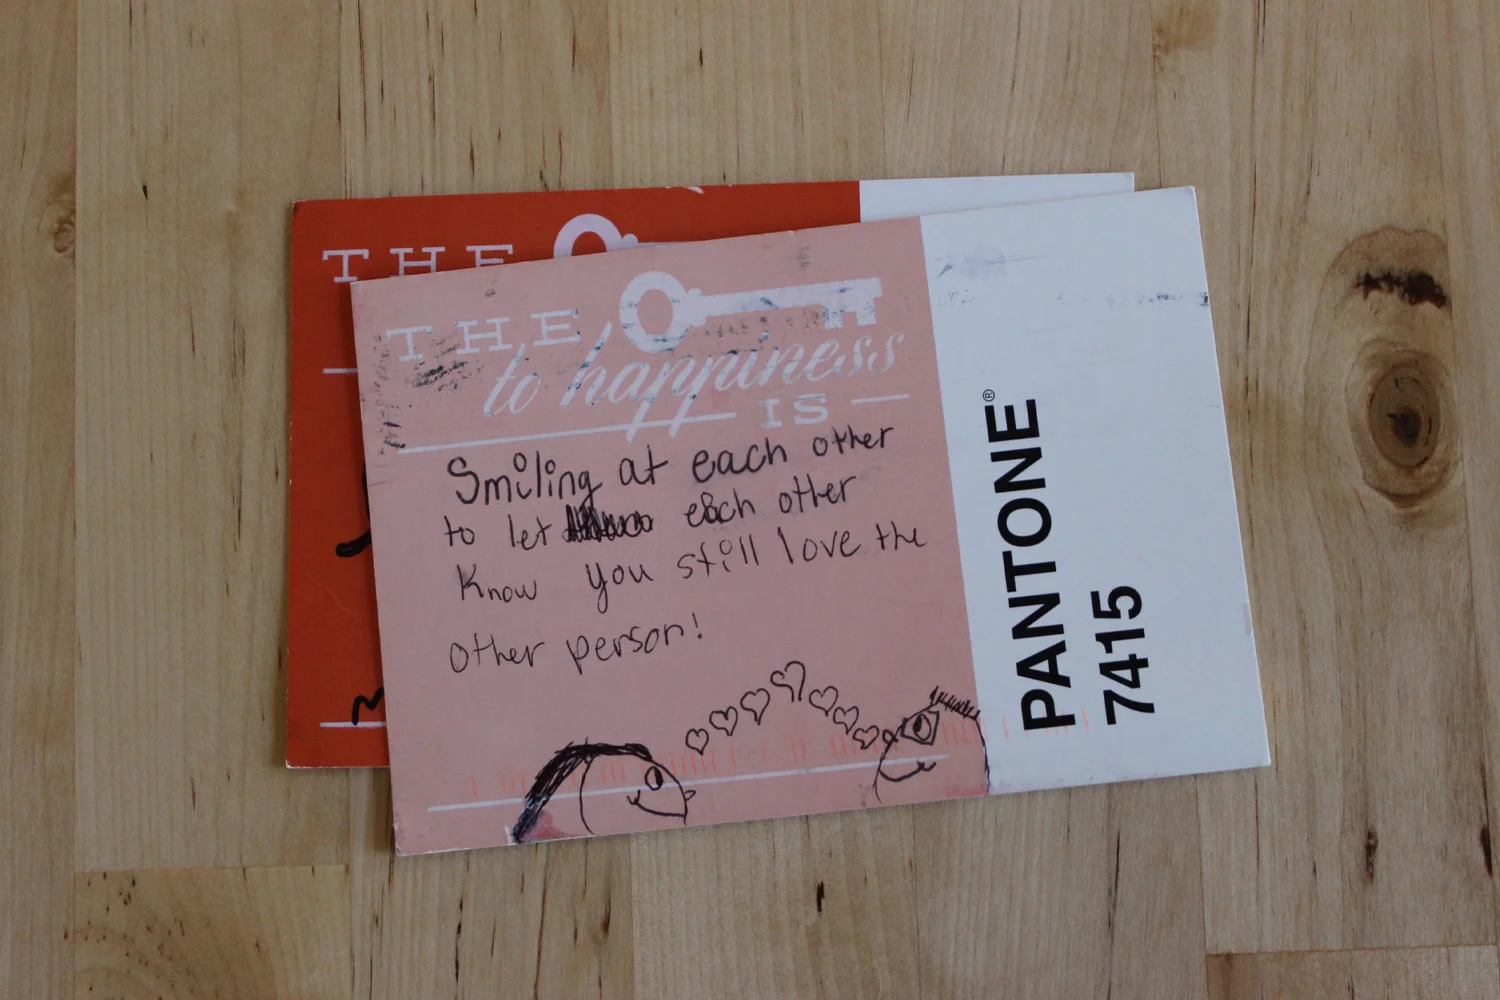 THE
THE
to happiness
IS
Smiling at each other
to let each other
Know you still love the
other person!
PANTONE®
7415